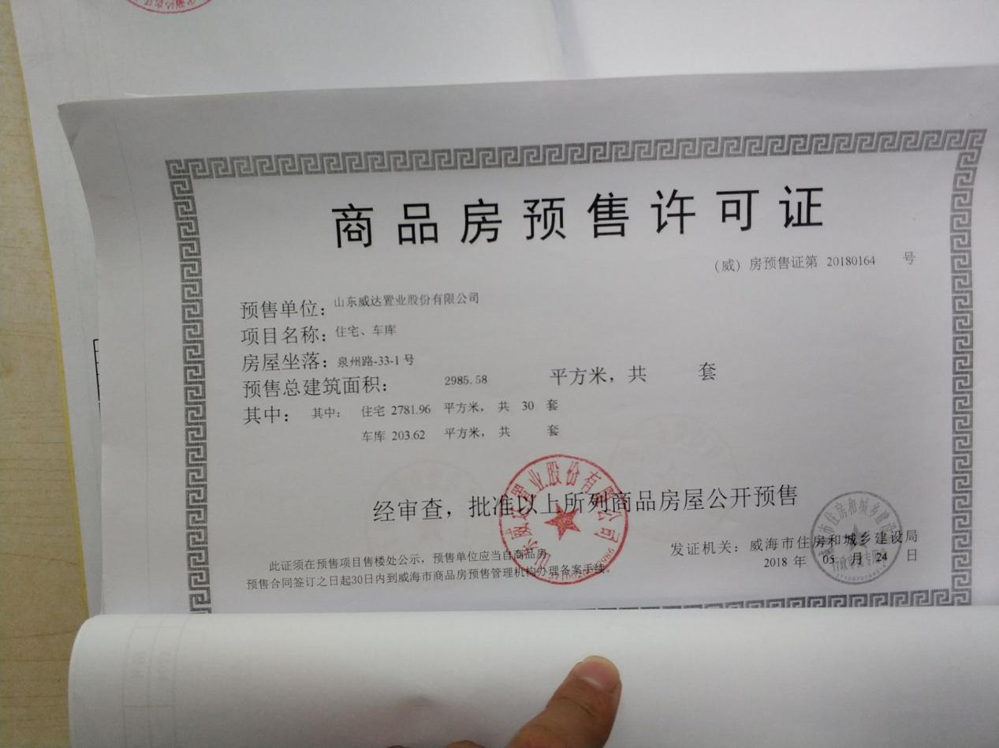 商品房预售许可证
（威）房预售证第 20180164 号
预售单位：山东威达置业股份有限公司
项目名称：住宅、车库
房屋坐落：泉州路-33-1 号
预售总建筑面积： 2985.58 平方米，共 套
其中： 其中： 住宅 2781.96 平方米， 共 30 套
车库 203.62 平方米， 共 套
经审查，批准以上所列商品房屋公开预售
发证机关：威海市住房和城乡建设局
2018 年 05 月 24 日
此证须在预售项目售楼处公示，预售单位应当自商品房
预售合同签订之日起30日内到威海市商品房预售管理机构办理备案手续。